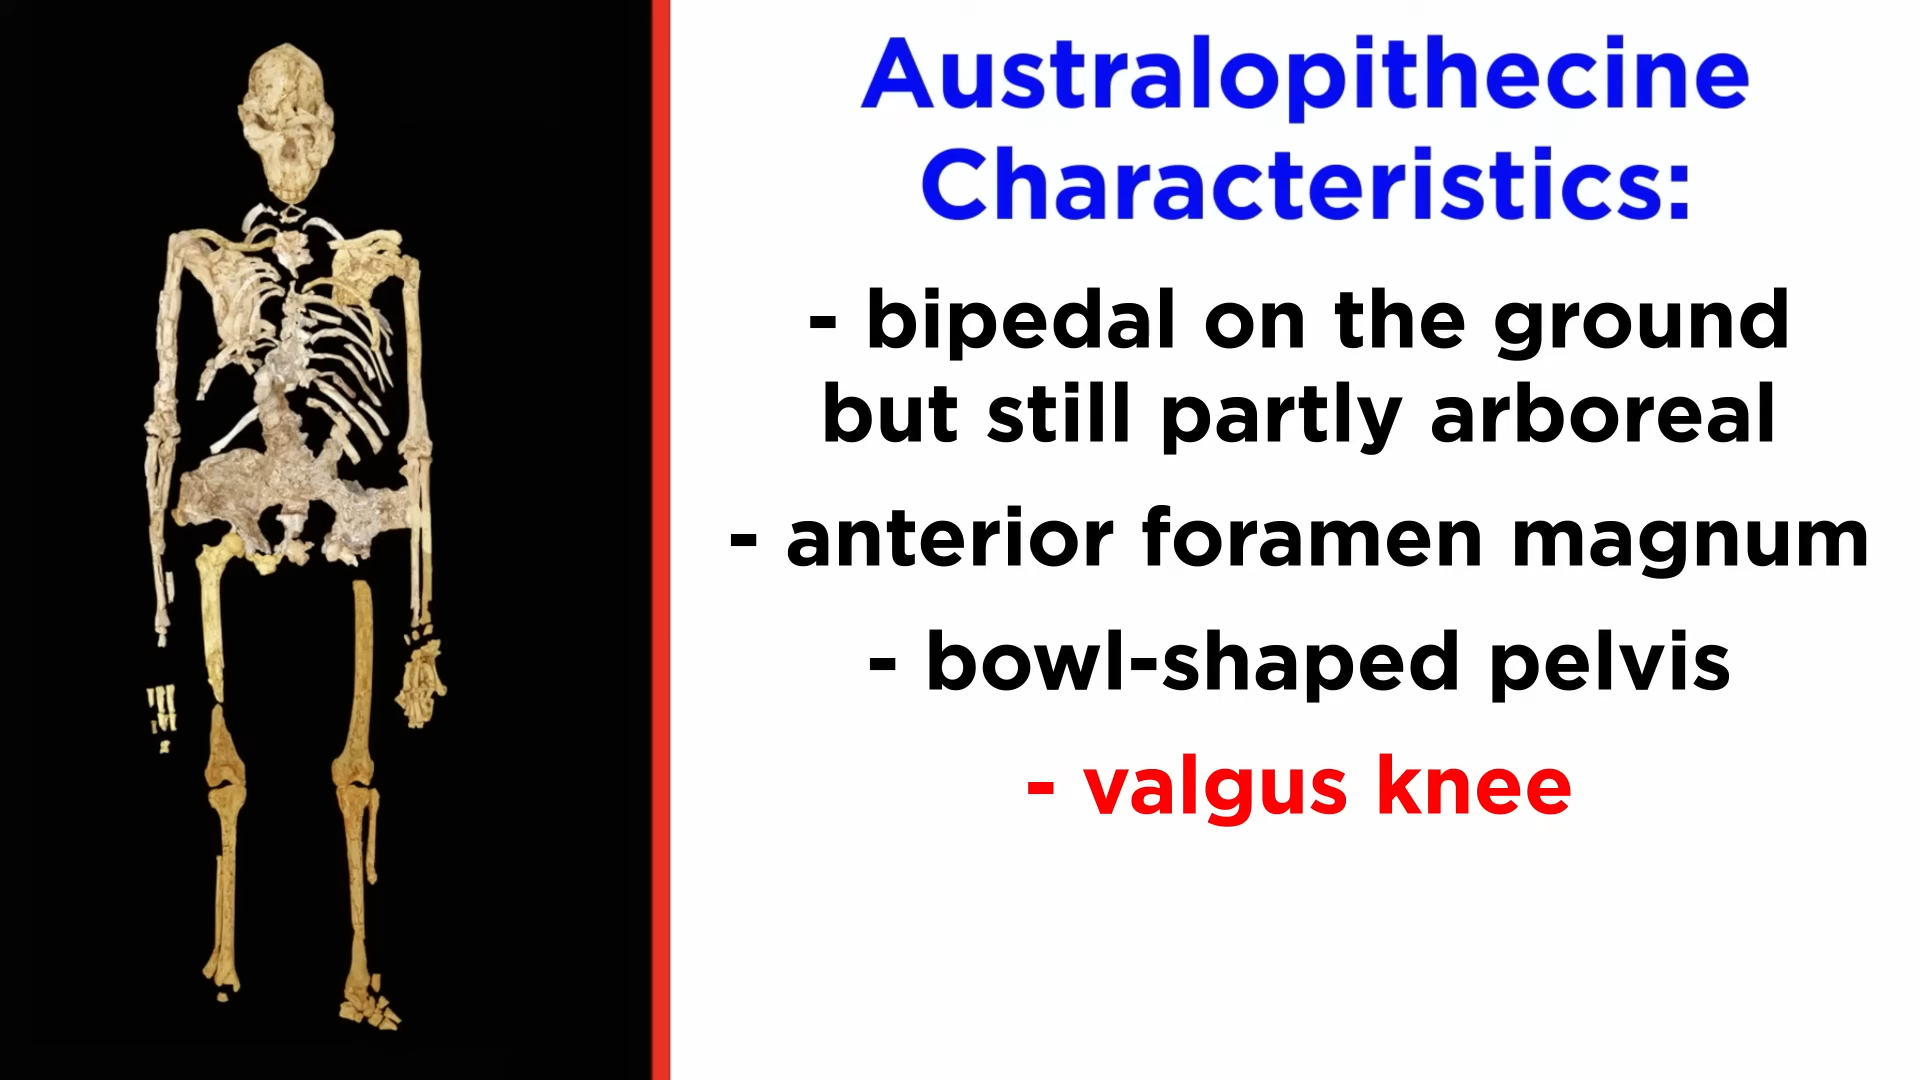 Australopithecine
Characteristics:
- bipedal on the ground
but still partly arboreal
- anterior foramen magnum
- bowl-shaped pelvis
- valgus knee